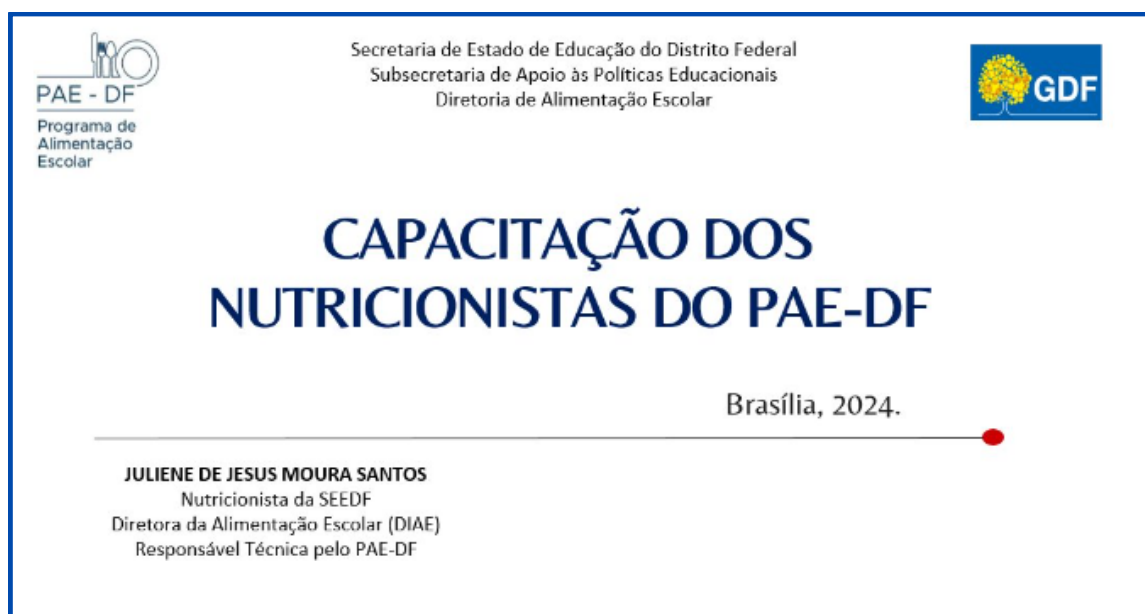 PAE - DF
Programa de
Alimentação
Escolar
Secretaria de Estado de Educação do Distrito Federal
Subsecretaria de Apoio às Políticas Educacionais
Diretoria de Alimentação Escolar
GDF
CAPACITAÇÃO DOS
NUTRICIONISTAS DO PAE-DF
Brasília, 2024.
JULIENE DE JESUS MOURA SANTOS
Nutricionista da SEEDF
Diretora da Alimentação Escolar (DIAE)
Responsável Técnica pelo PAE-DF